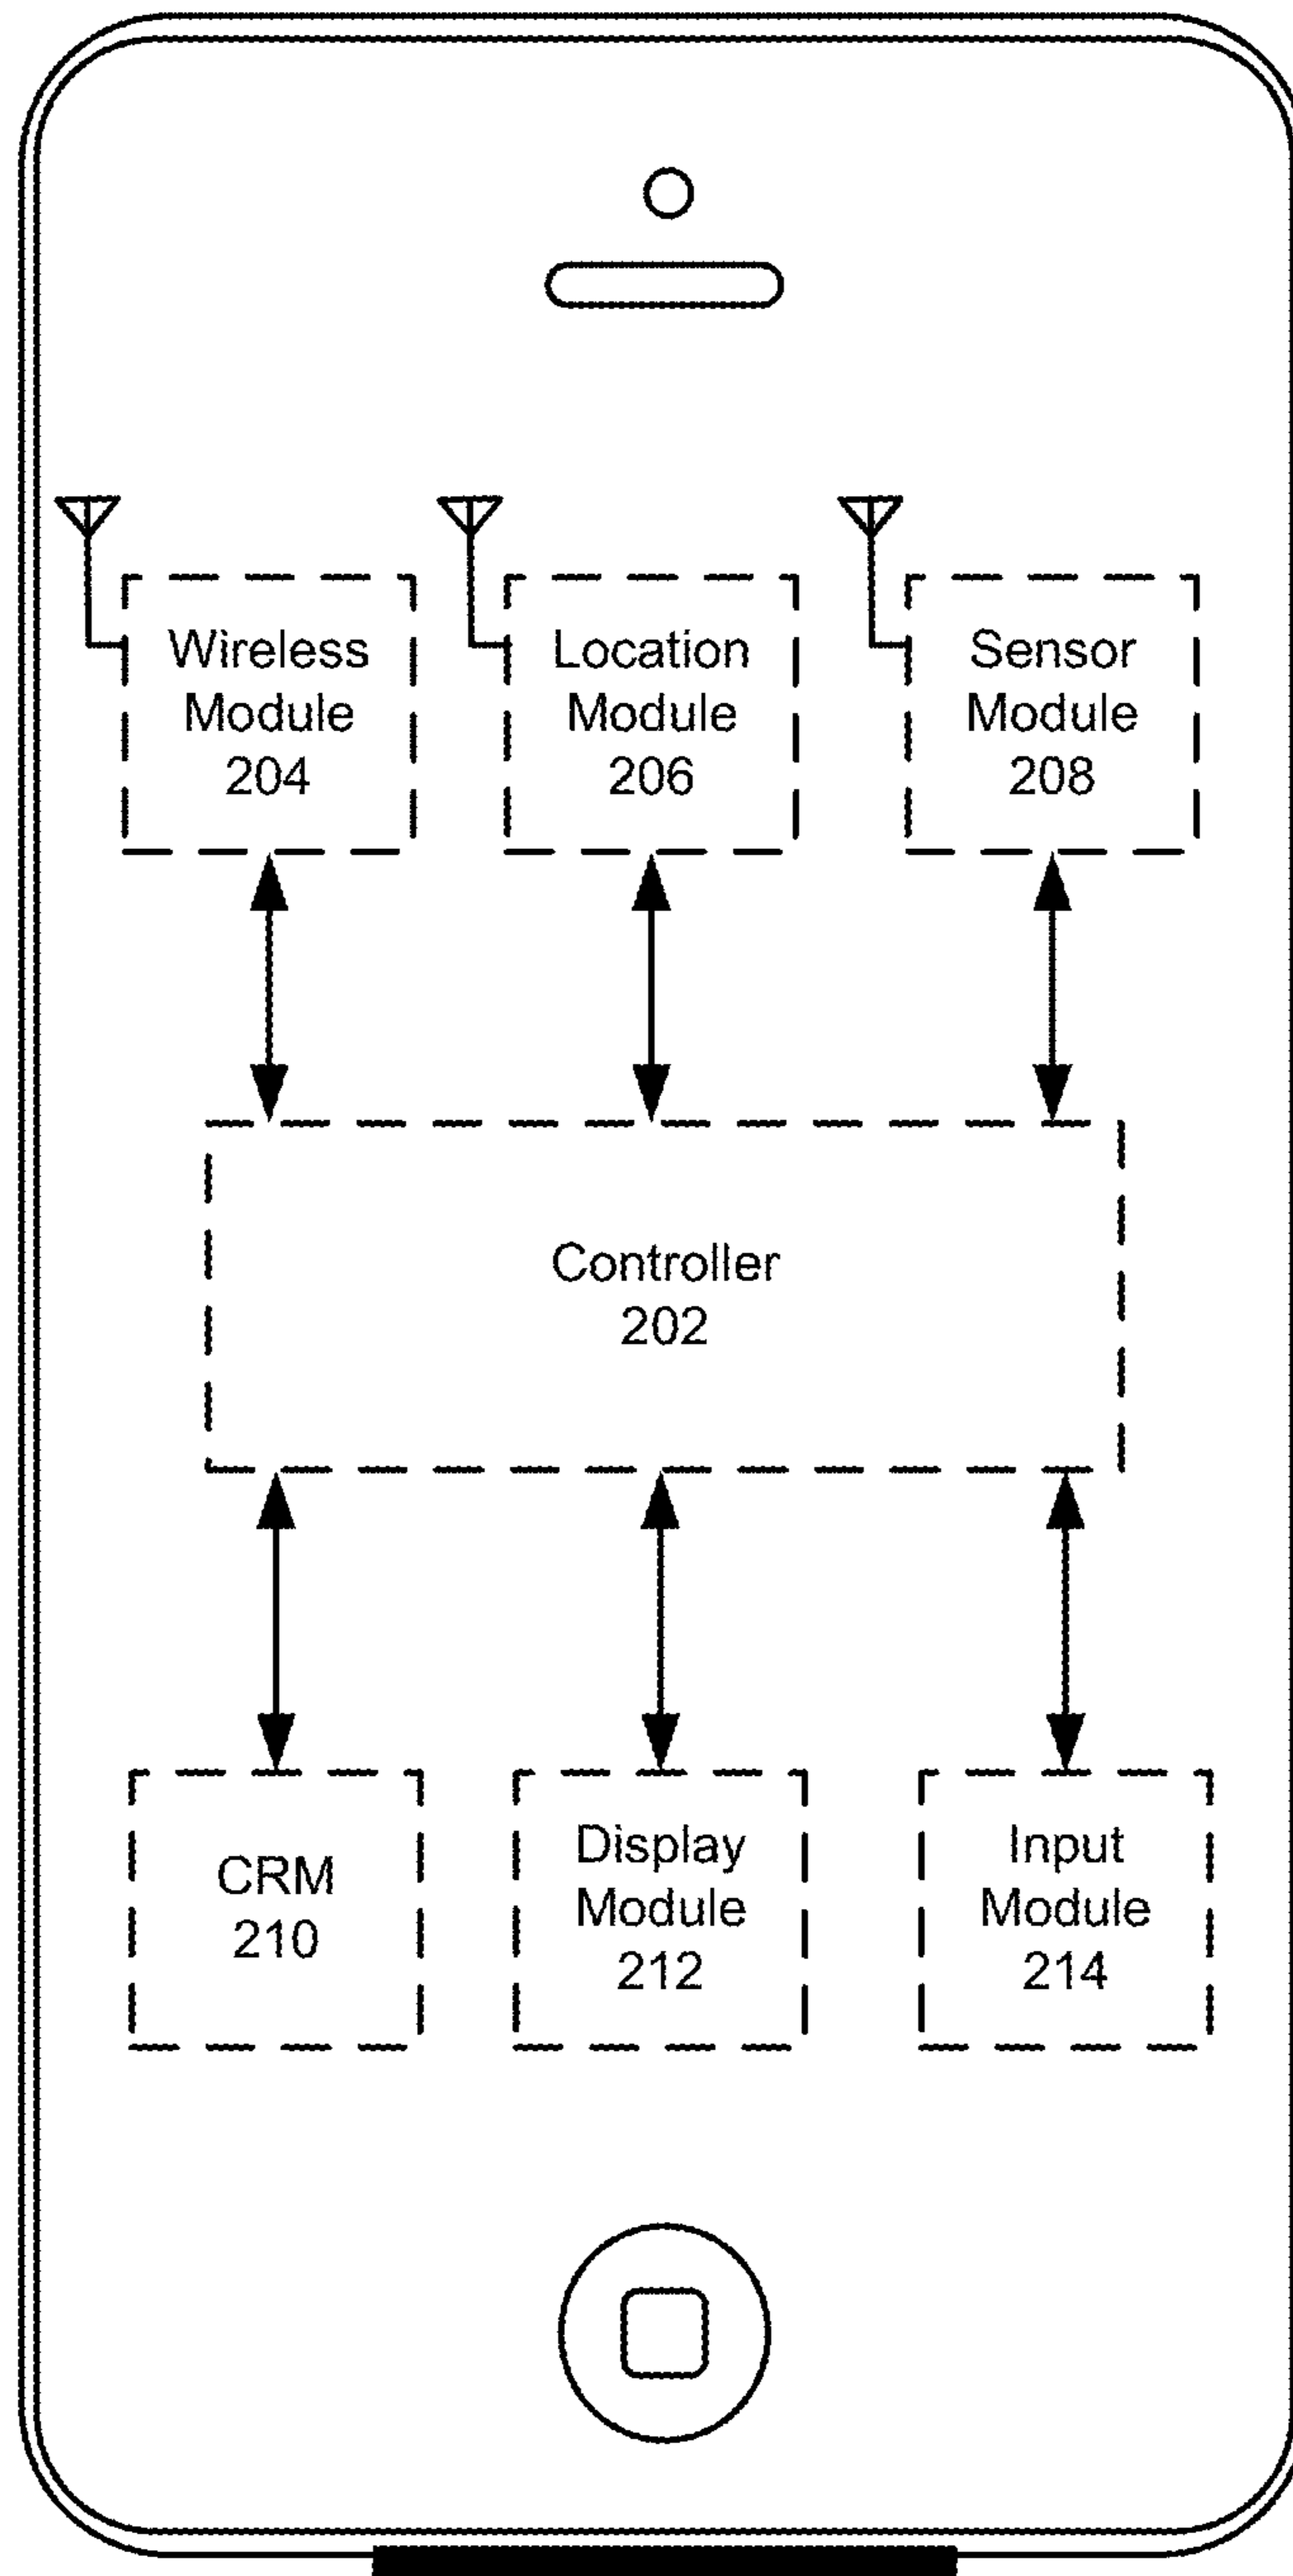 Wireless
Module
204
Location
Module
206
Sensor
Module
208
Controller
202
CRM
210
Display
Module
212
Input
Module
214